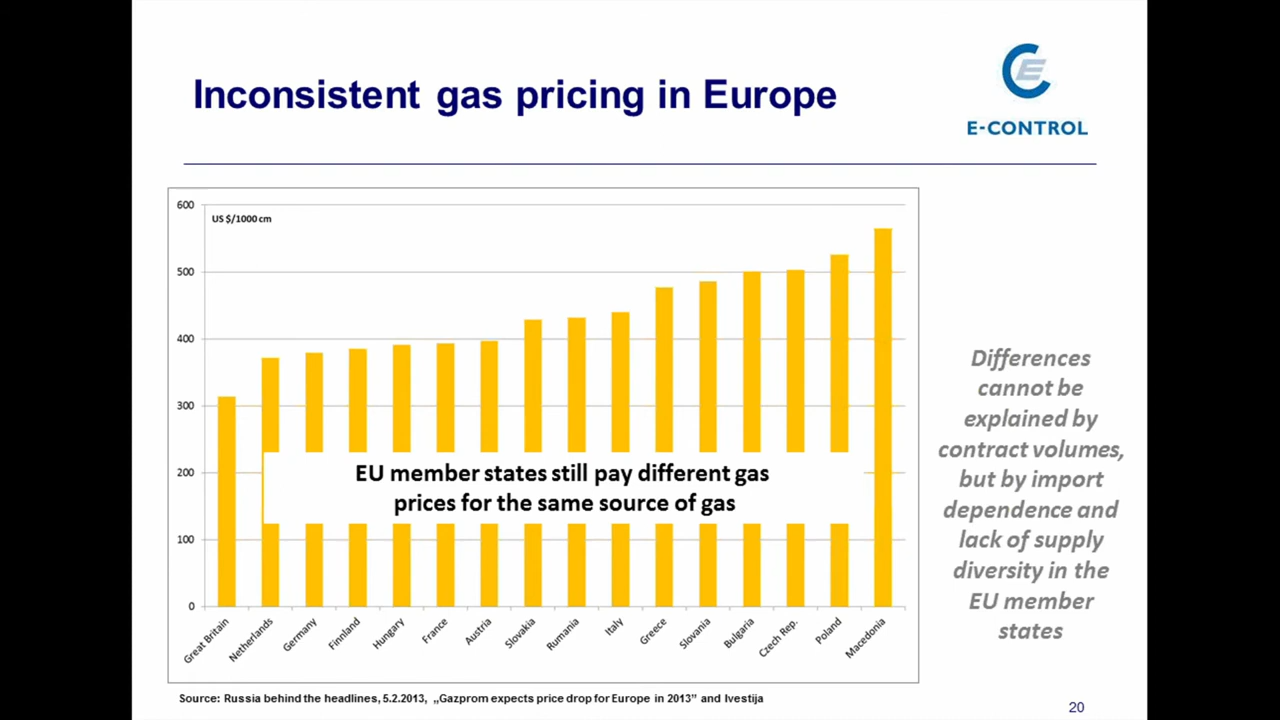 Inconsistent gas pricing in Europe
E
E-CONTROL
600
US $/1000 cm
500
400
300
200
100
0
EU member states still pay different gas
prices for the same source of gas
Great Britain
Netherlands
Germany
Finnland
Hungary
France
Austria
Slovakia
Rumania
Italy
Greece
Slovania
Bulgaria
Czech Rep.
Poland
Macedonia
Differences
cannot be
explained by
contract volumes,
but by import
dependence and
lack of supply
diversity in the
EU member
states
Source: Russia behind the headlines, 5.2.2013, „Gazprom expects price drop for Europe in 2013” and Ivestija
20